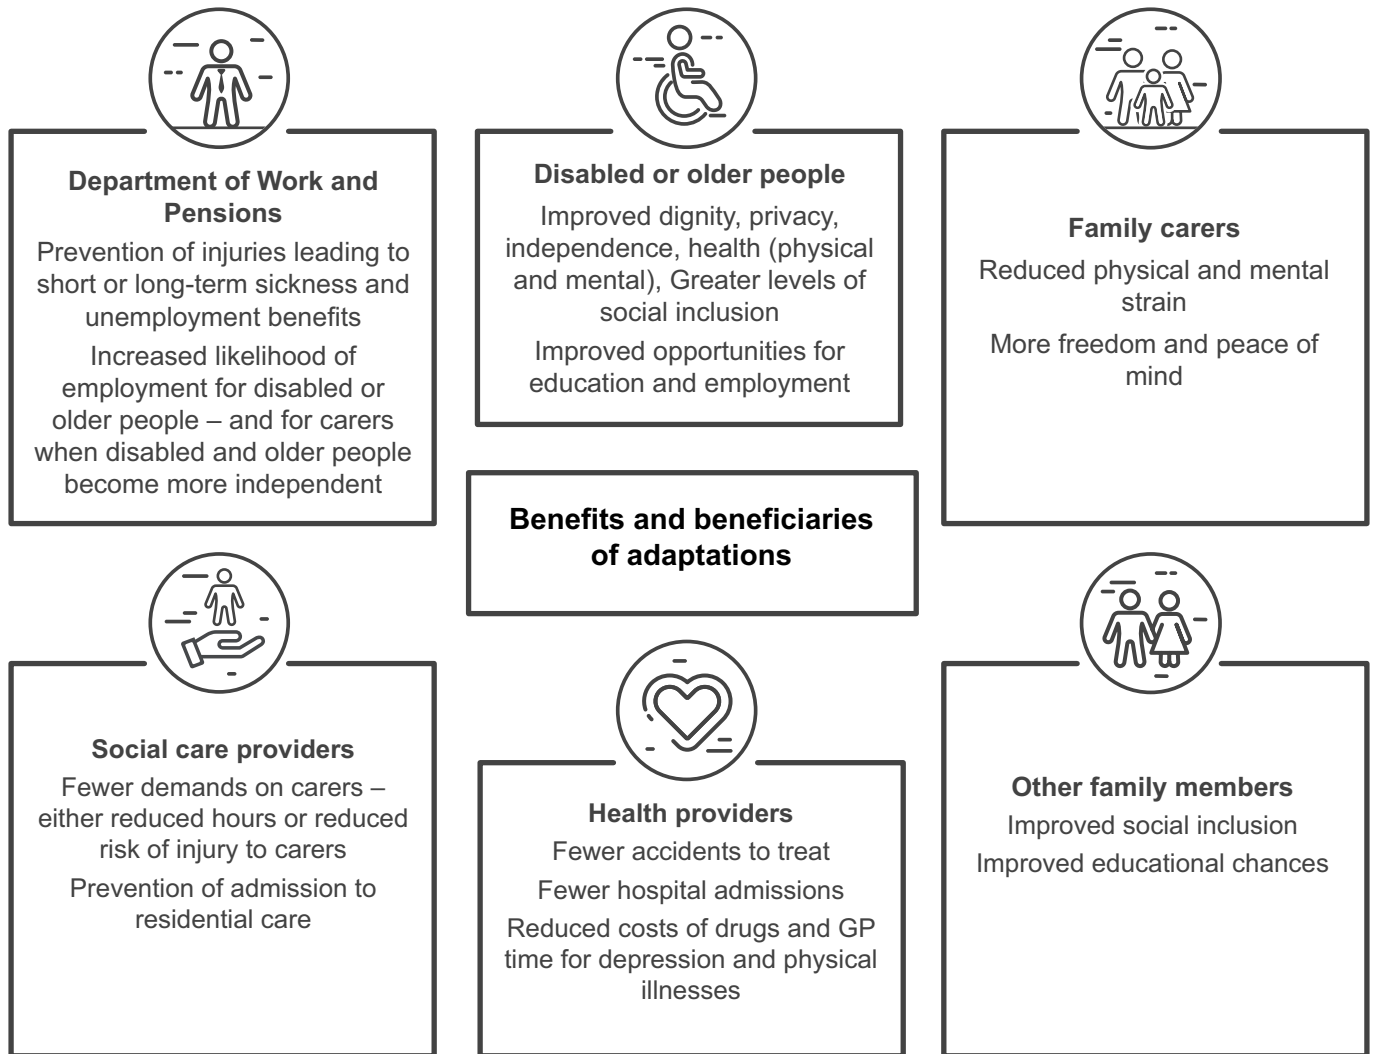 Department of Work and
Pensions
Prevention of injuries leading to
short or long-term sickness and
unemployment benefits
Increased likelihood of
employment for disabled or
older people – and for carers
when disabled and older people
become more independent
Disabled or older people
Improved dignity, privacy,
independence, health (physical
and mental), Greater levels of
social inclusion
Improved opportunities for
education and employment
Family carers
Reduced physical and mental
strain
More freedom and peace of
mind
Benefits and beneficiaries
of adaptations
Social care providers
Fewer demands on carers –
either reduced hours or reduced
risk of injury to carers
Prevention of admission to
residential care
Health providers
Fewer accidents to treat
Fewer hospital admissions
Reduced costs of drugs and GP
time for depression and physical
illnesses
Other family members
Improved social inclusion
Improved educational chances